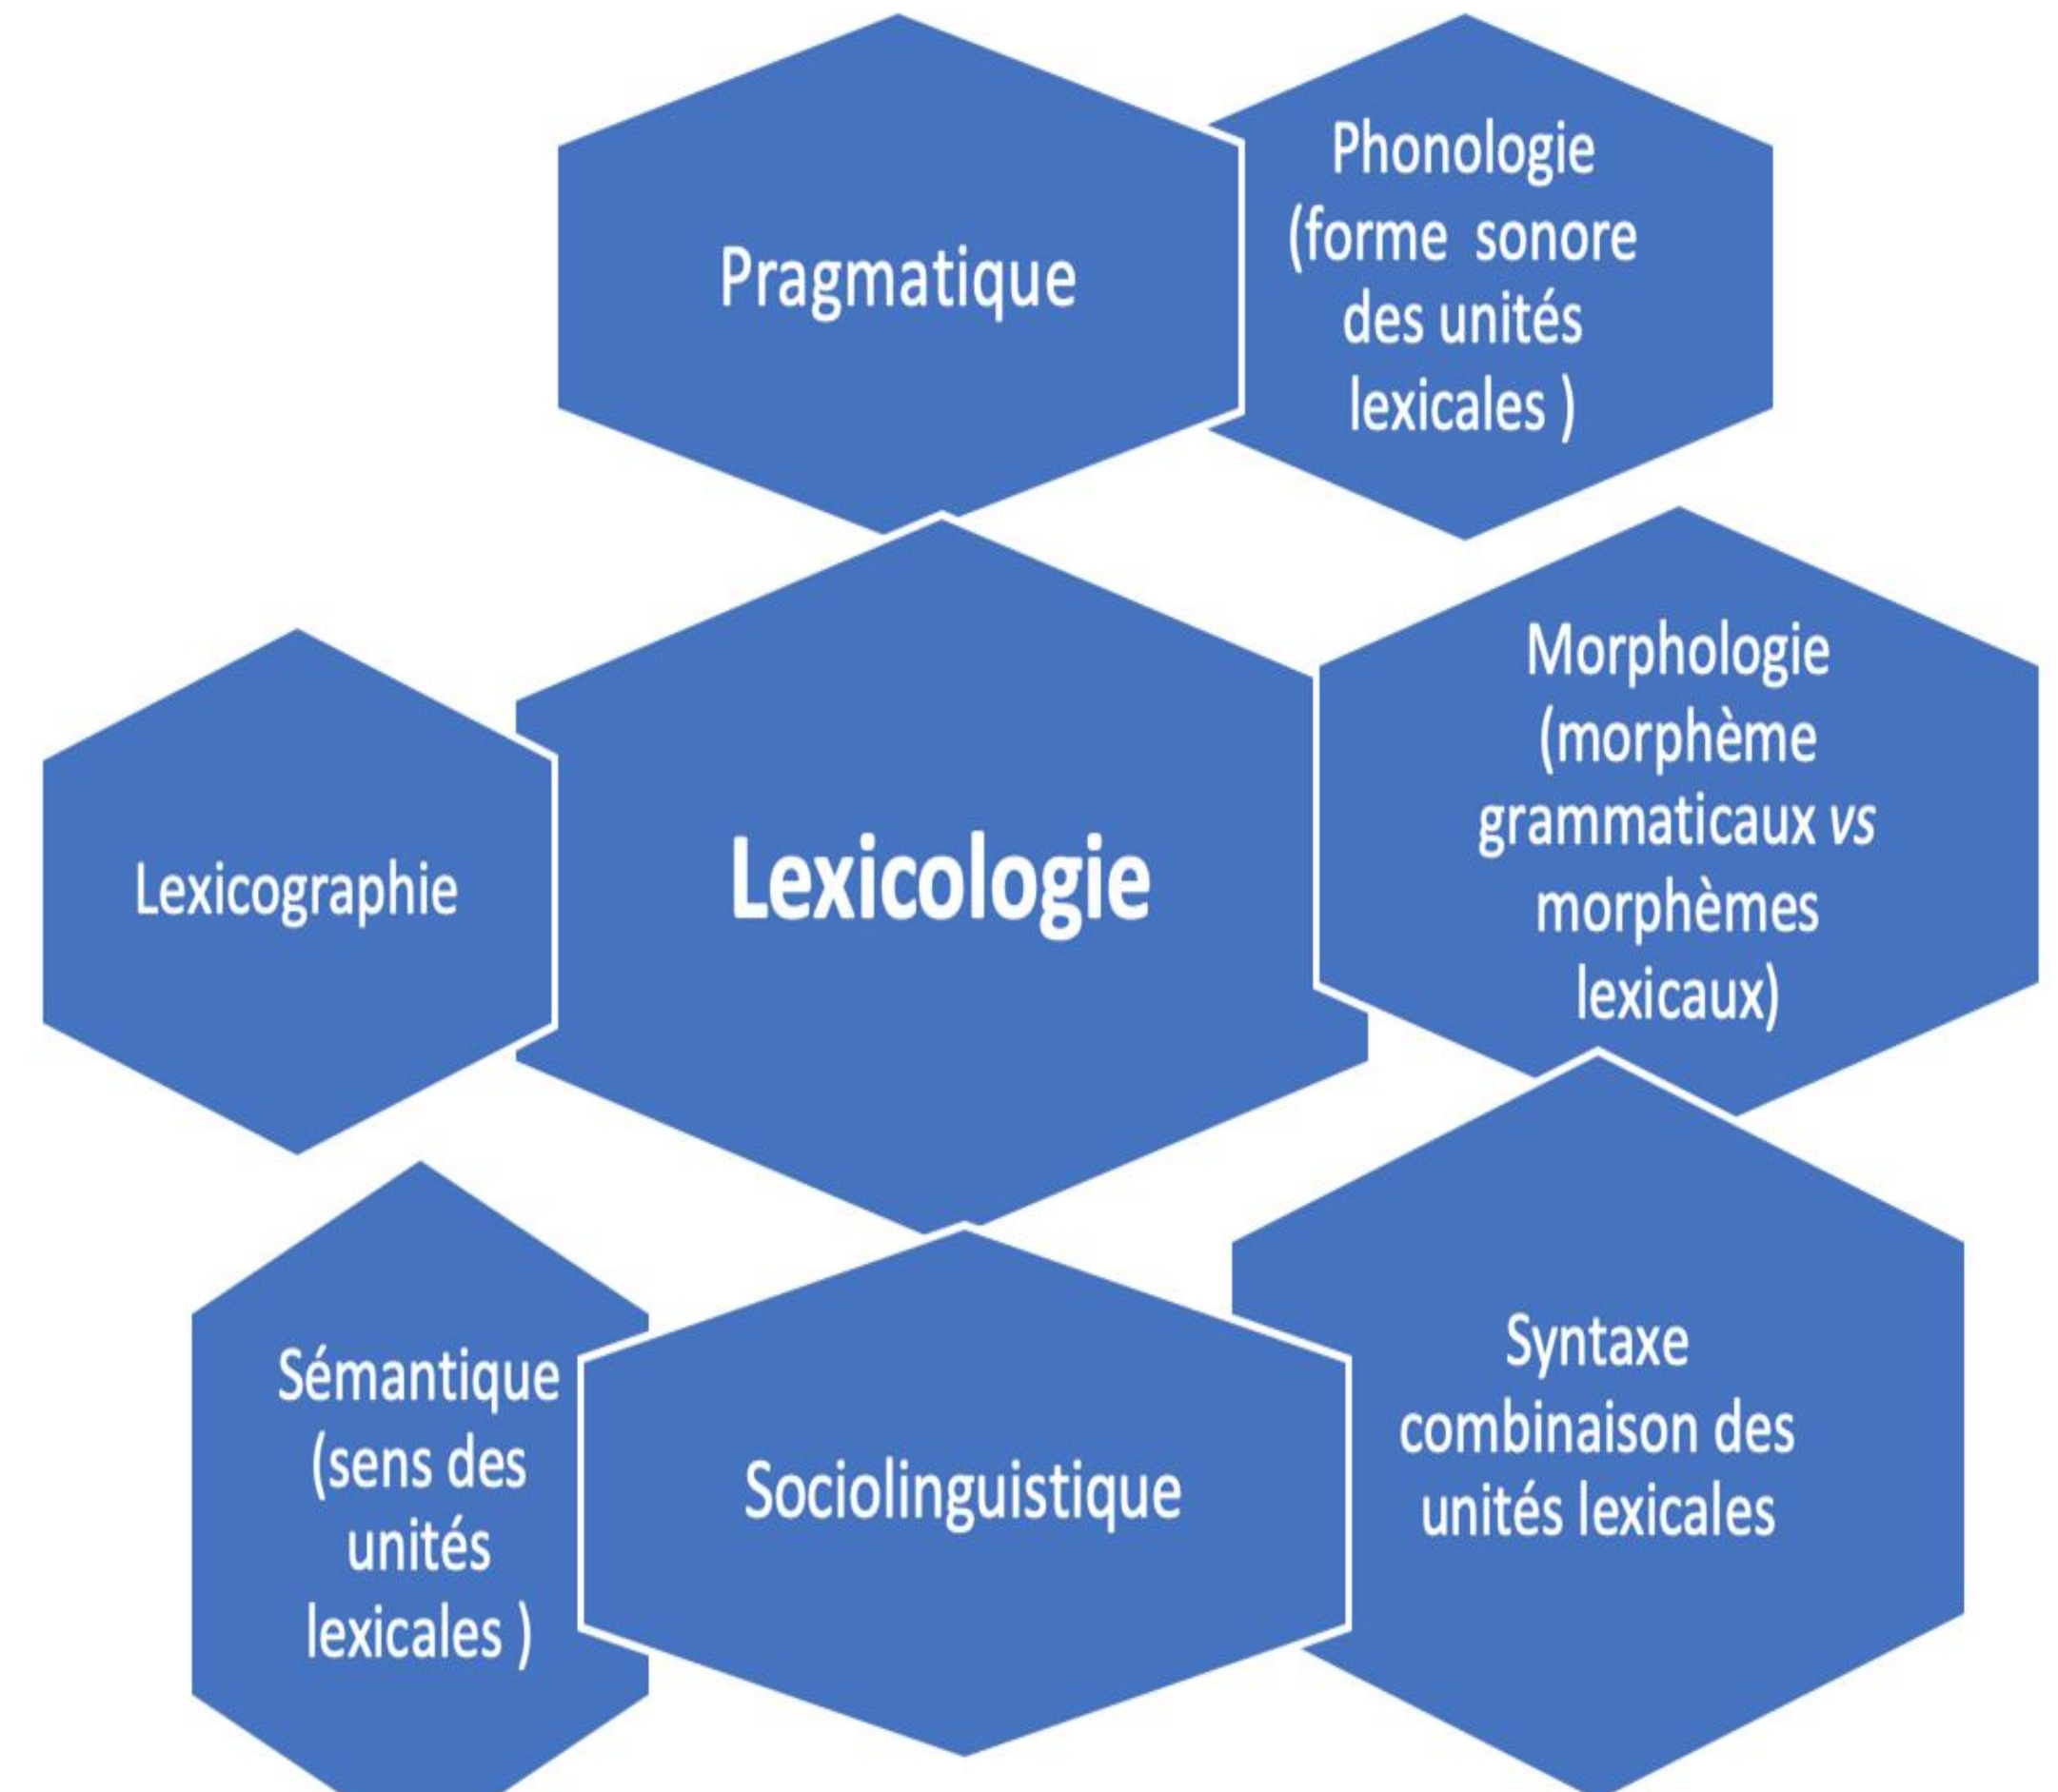 Pragmatique
Phonologie
(forme sonore
des unités
lexicales )
Lexicographie
Lexicologie
Morphologie
(morphème
grammaticaux vs
morphèmes
lexicaux)
Sémantique
(sens des
unités
lexicales )
Sociolinguistique
Syntaxe
combinaison des
unités lexicales